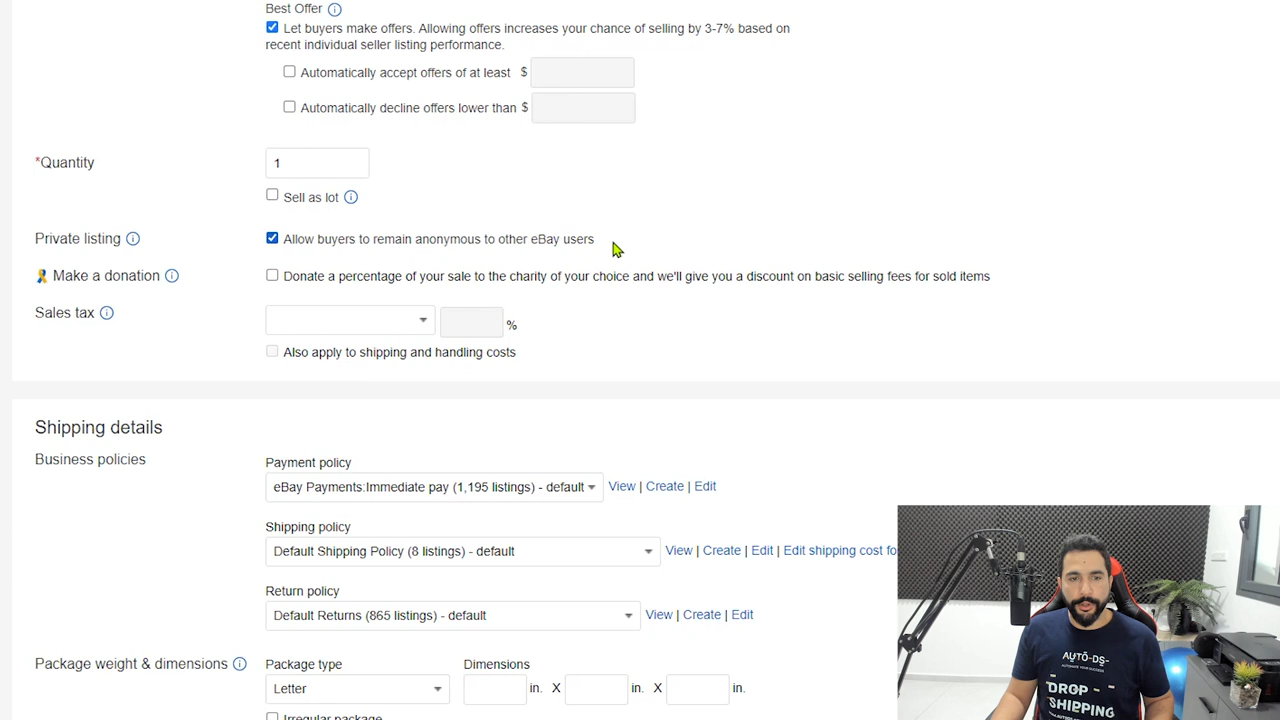 Best Offer
Let buyers make offers. Allowing offers increases your chance of selling by 3-7% based on
recent individual seller listing performance.
Automatically accept offers of at least $
Automatically decline offers lower than $
*Quantity 1
Sell as lot
Private listing Allow buyers to remain anonymous to other eBay users
Make a donation Donate a percentage of your sale to the charity of your choice and we'll give you a discount on basic selling fees for sold items
Sales tax %
Also apply to shipping and handling costs
Shipping details
Business policies
Payment policy
eBay Payments:Immediate pay (1,195 listings) - default View | Create | Edit
Shipping policy
Default Shipping Policy (8 listings) - default View | Create | Edit | Edit shipping cost fo
Return policy
Default Returns (865 listings) - default View | Create | Edit
Package weight & dimensions Package type Dimensions
Letter in. X in. X in.
Irregular package
AUTO-DS-
AUTOMATE YOUR SUCCESS
DROP
SHIPPING